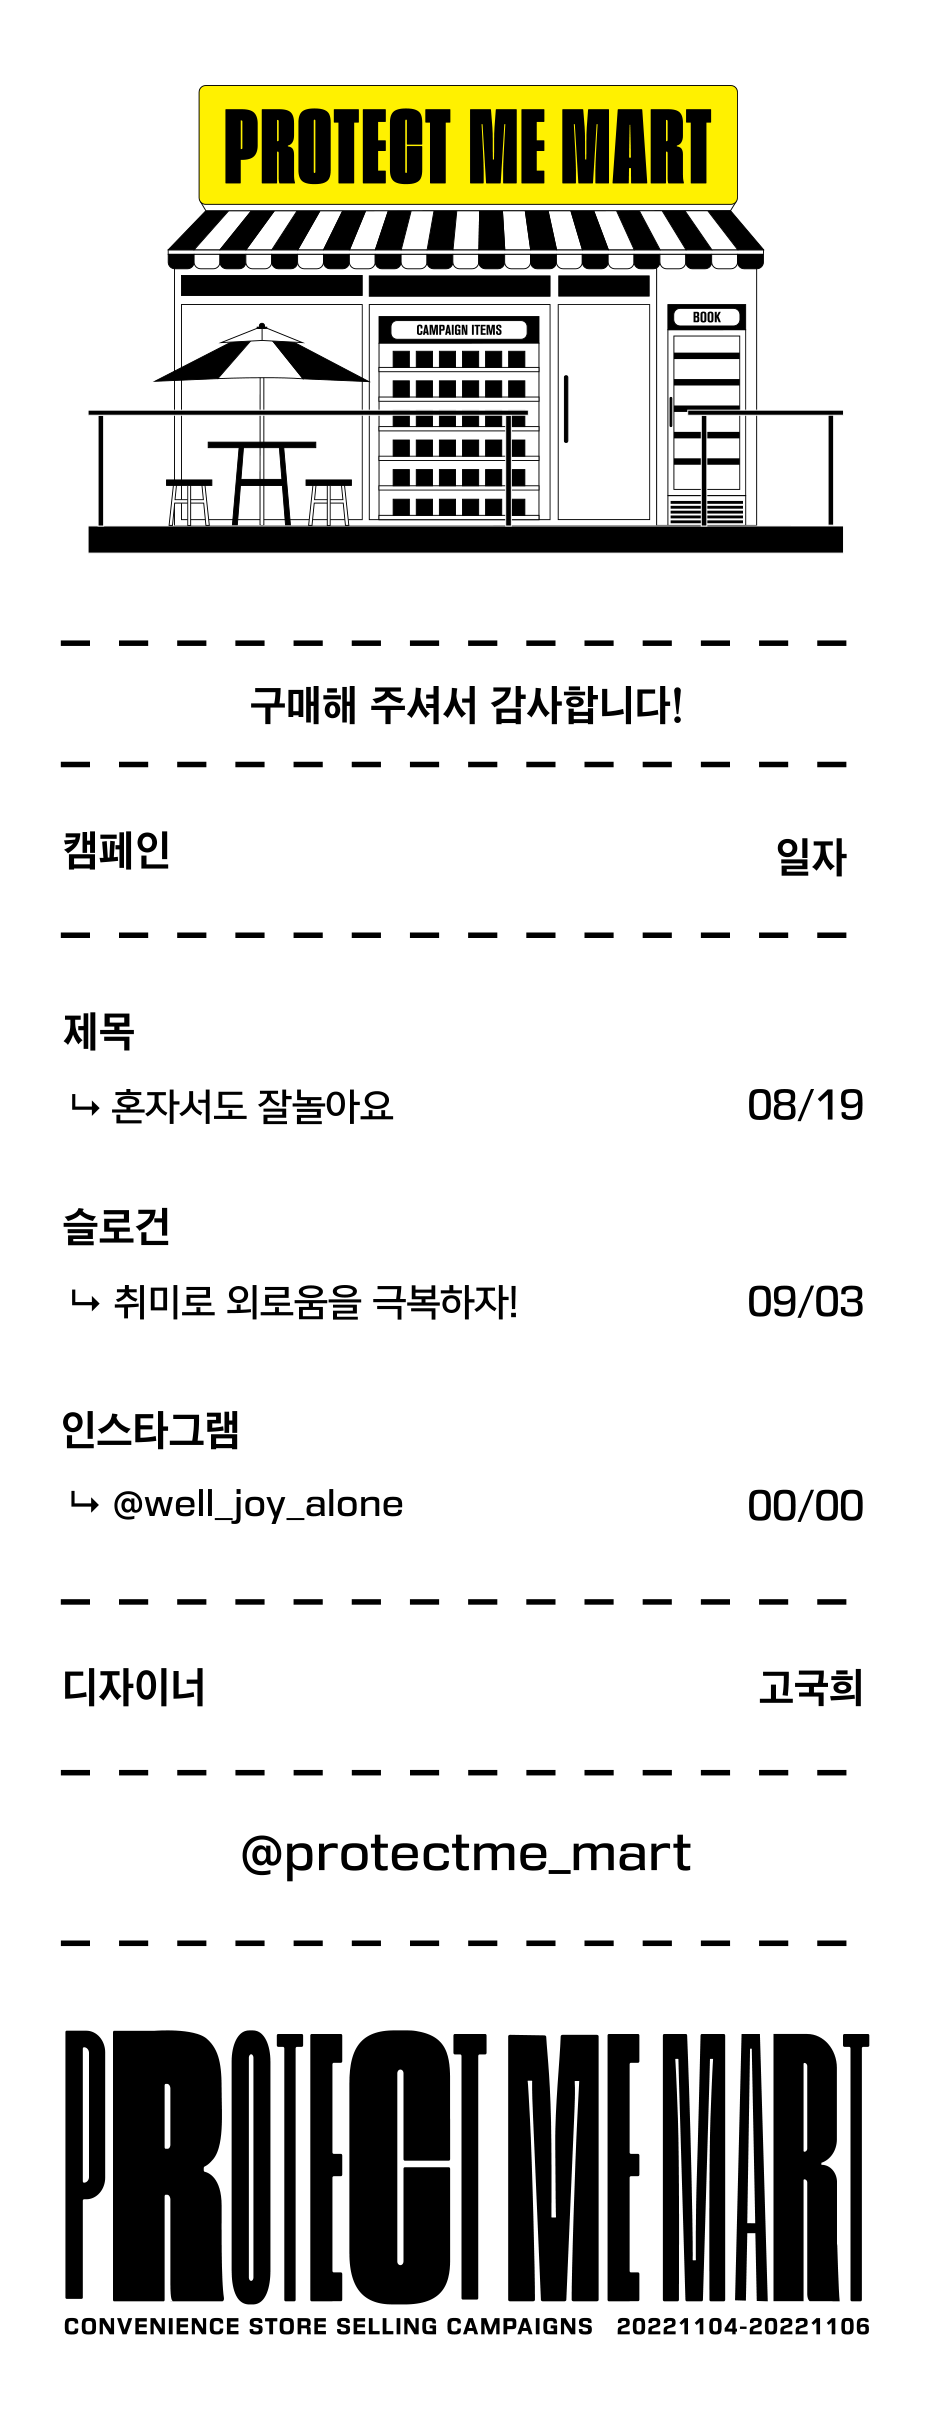 PROTECT ME MART
CAMPAIGN ITEMS
BOOK
구매해 주셔서 감사합니다!
캠페인 일자
제목
↳ 혼자서도 잘놀아요 08/19
슬로건
↳ 취미로 외로움을 극복하자! 09/03
인스타그램
↳ @well_joy_alone 00/00
디자이너 고국희
@protectme_mart
PROTECT ME MART
CONVENIENCE STORE SELLING CAMPAIGNS 20221104-20221106